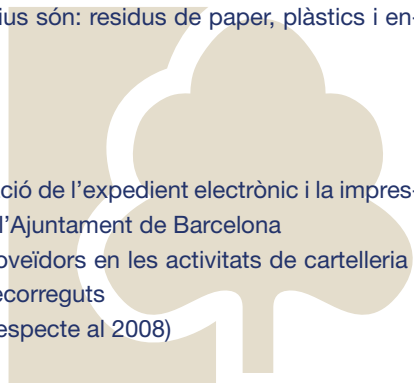 ius són: residus de paper, plàstics i en-
ció de l'expedient electrònic i la impres-
l'Ajuntament de Barcelona
oveïdors en les activitats de cartelleria
ecorreguts
especte al 2008)